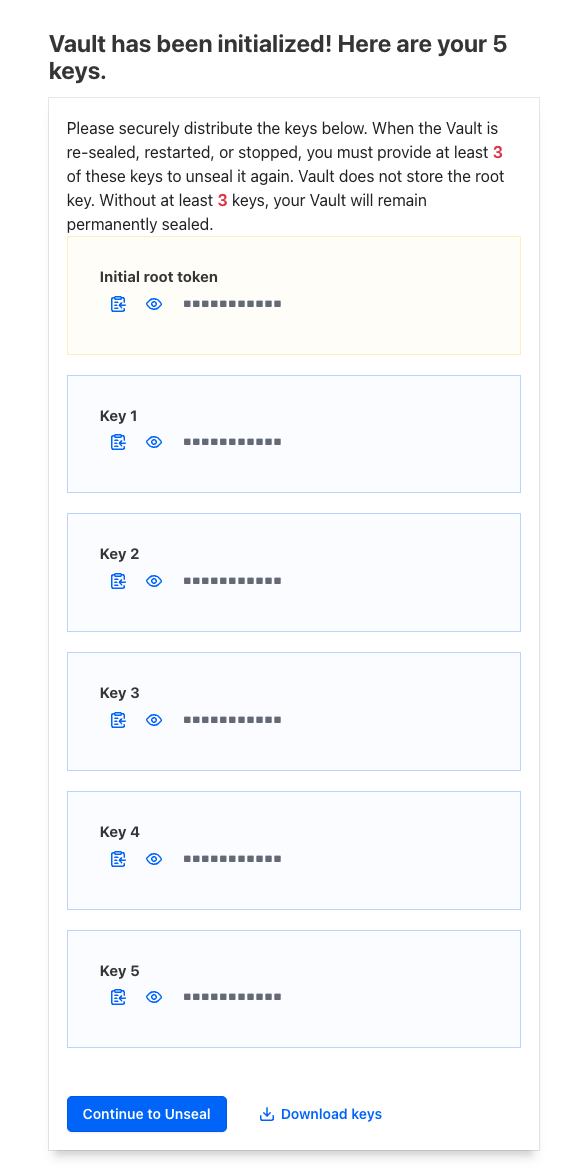 Vault has been initialized! Here are your 5
keys.
Please securely distribute the keys below. When the Vault is
re-sealed, restarted, or stopped, you must provide at least 3
of these keys to unseal it again. Vault does not store the root
key. Without at least 3 keys, your Vault will remain
permanently sealed.
Initial root token
■■■■■■■■■■■
Key 1
■■■■■■■■■■■
Key 2
■■■■■■■■■■■
Key 3
■■■■■■■■■■■
Key 4
■■■■■■■■■■■
Key 5
■■■■■■■■■■■
Continue to Unseal
Download keys